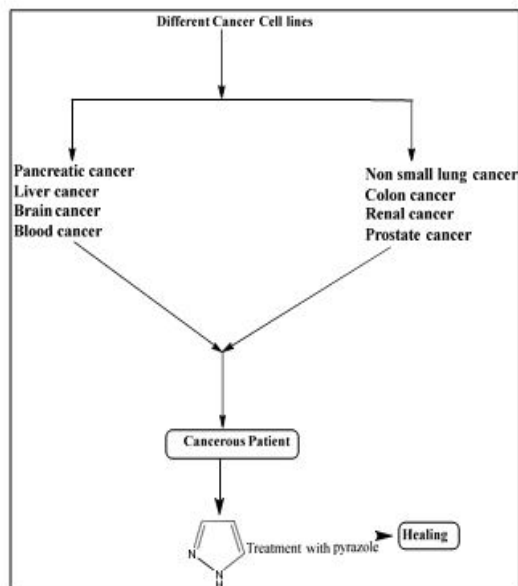 Different Cancer Cell lines
Pancreatic cancer
Liver cancer
Brain cancer
Blood cancer
Non small lung cancer
Colon cancer
Renal cancer
Prostate cancer
Cancerous Patient
N
N
H
Treatment with pyrazole
Healing